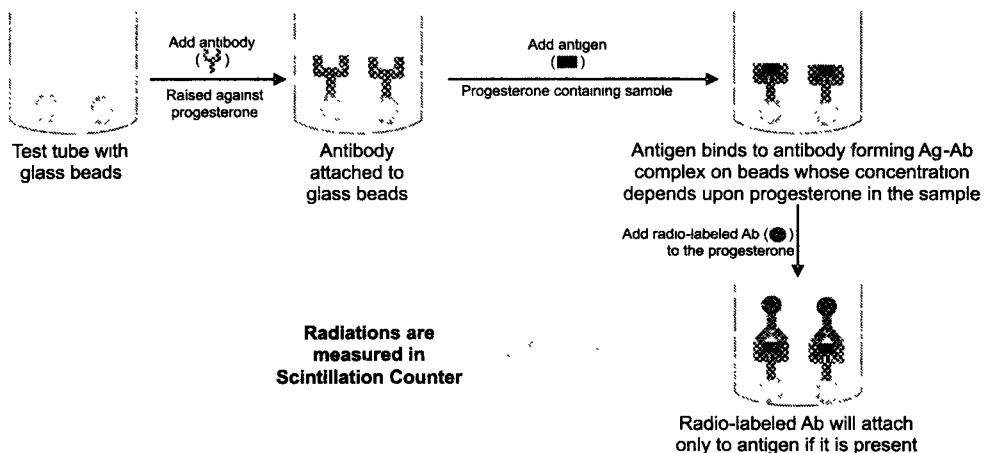 Add antibody
( )
Raised against
progesterone
Add antigen
( )
Progesterone containing sample
Test tube with
glass beads
Antibody
attached to
glass beads
Antigen binds to antibody forming Ag-Ab
complex on beads whose concentration
depends upon progesterone in the sample
Add radio-labeled Ab ( )
to the progesterone
Radiations are
measured in
Scintillation Counter
Radio-labeled Ab will attach
only to antigen if it is present